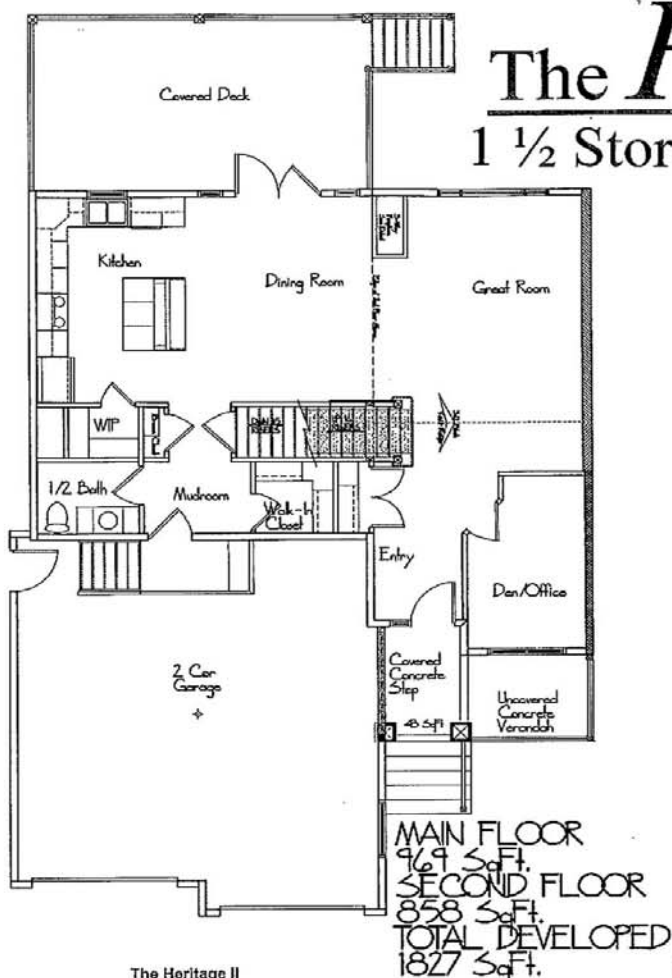 The
1 ½ Stor
Covered Deck
Kitchen
Dining Room
Great Room
WTP
1/2 Bath
Mudroom
Walk-In
Closet
Entry
Den/Office
2 Car
Garage
Covered
Concrete
Step
48 SqFt
Uncovered
Concrete
Verandah
MAIN FLOOR
969 SqFt.
SECOND FLOOR
858 SqFt.
TOTAL DEVELOPED
1827 SqFt.
The Heritage II